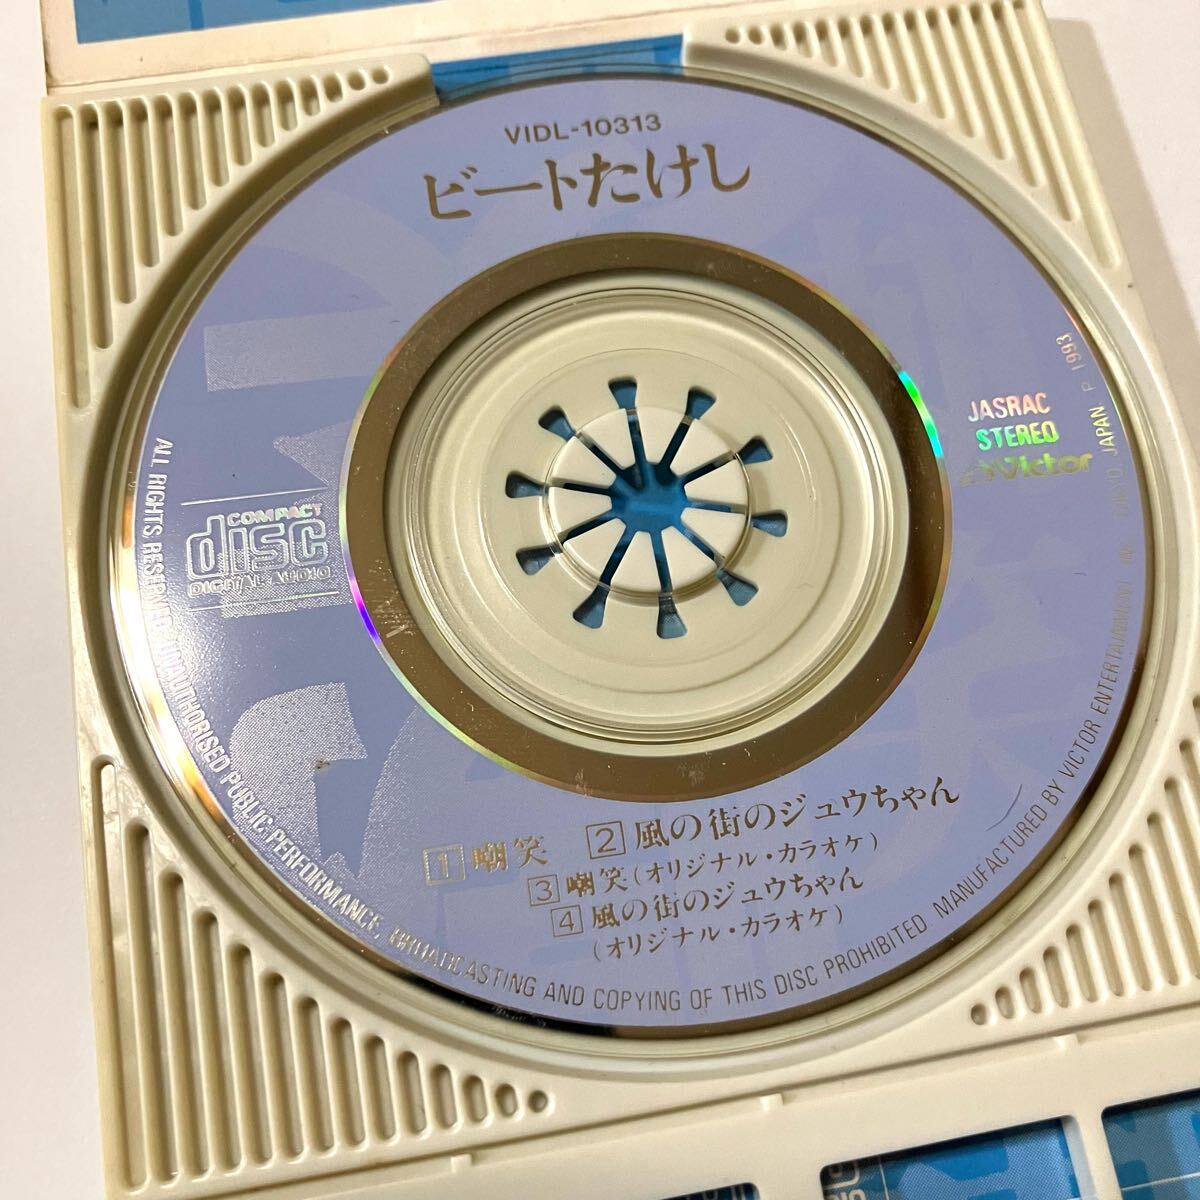 VIDL-10313
ビートたけし
JASRAC
STEREO
Victor
COMPACT
disc
DIGITAL AUDIO
1 嘲笑 2 風の街のジュウちゃん
3 嘲笑(オリジナル・カラオケ)
4 風の街のジュウちゃん
(オリジナル・カラオケ)
ALL RIGHTS RESERVED. UNAUTHORISED PUBLIC PERFORMANCE, BROADCASTING AND COPYING OF THIS DISC PROHIBITED MANUFACTURED BY VICTOR ENTERTAINMENT JAPAN. P 1993